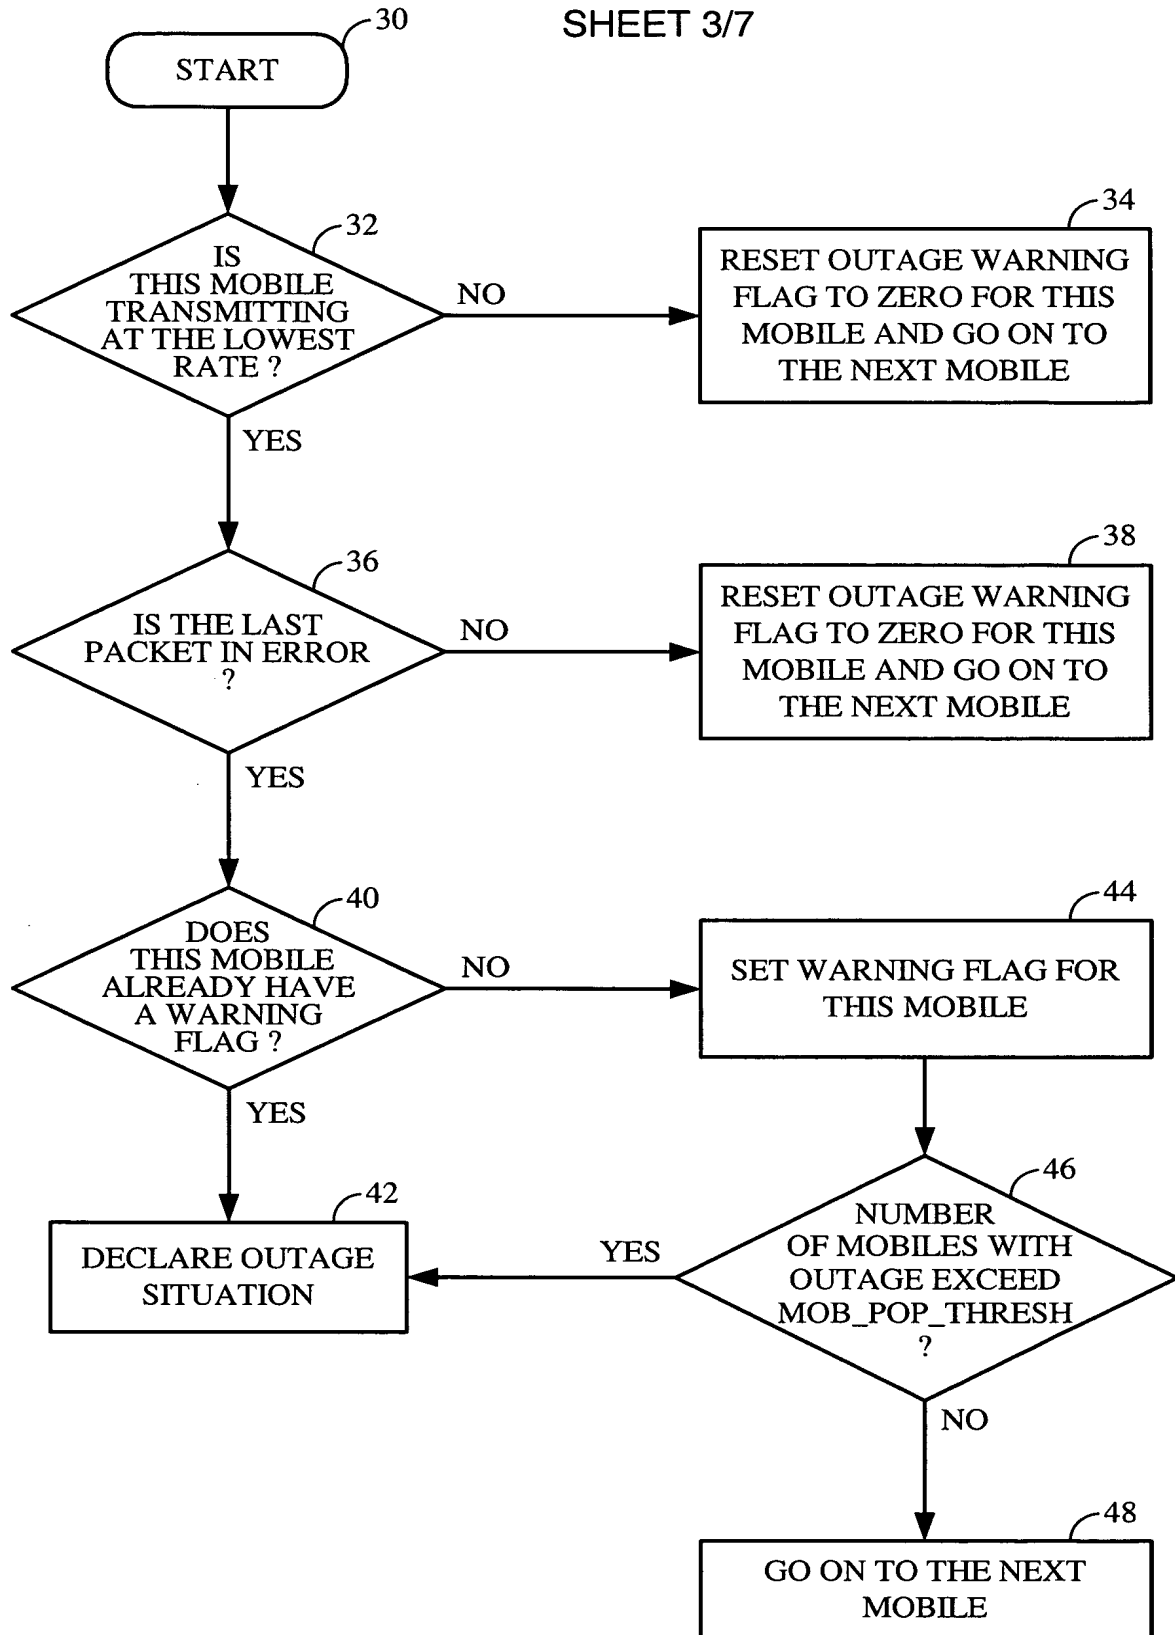 SHEET 3/7
30
START
32
IS
THIS MOBILE
TRANSMITTING
AT THE LOWEST
RATE ?
NO
34
RESET OUTAGE WARNING
FLAG TO ZERO FOR THIS
MOBILE AND GO ON TO
THE NEXT MOBILE
YES
36
IS THE LAST
PACKET IN ERROR
?
NO
38
RESET OUTAGE WARNING
FLAG TO ZERO FOR THIS
MOBILE AND GO ON TO
THE NEXT MOBILE
YES
40
DOES
THIS MOBILE
ALREADY HAVE
A WARNING
FLAG ?
NO
44
SET WARNING FLAG FOR
THIS MOBILE
YES
42
DECLARE OUTAGE
SITUATION
46
NUMBER
OF MOBILES WITH
OUTAGE EXCEED
MOB_POP_THRESH
?
YES
NO
48
GO ON TO THE NEXT
MOBILE